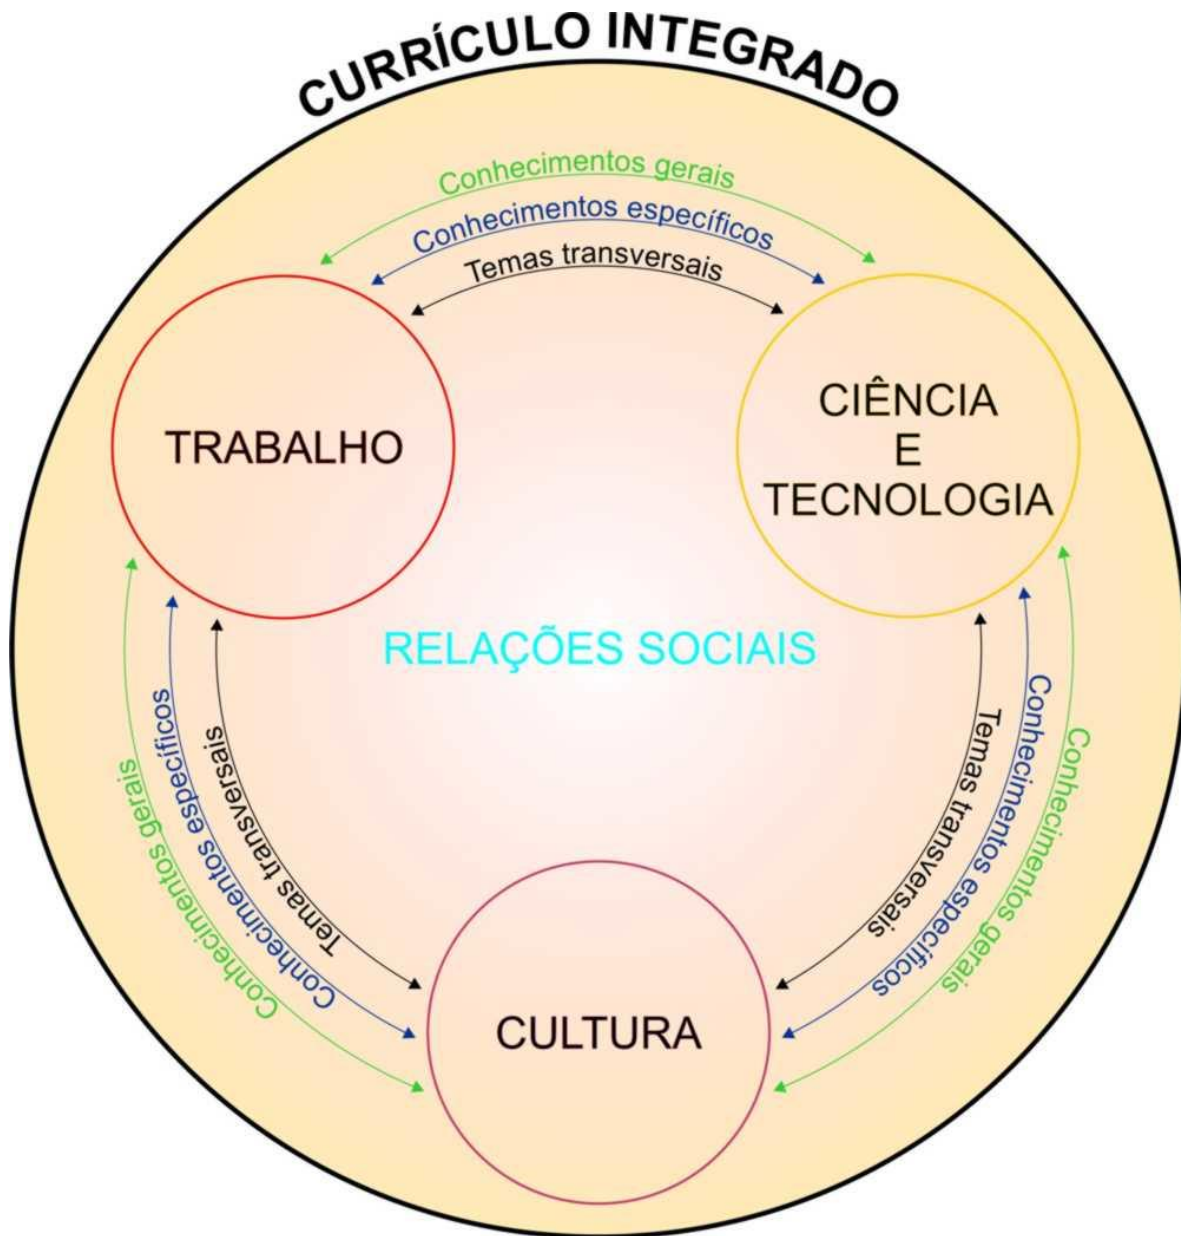 CURRÍCULO INTEGRADO
Conhecimentos gerais
Conhecimentos específicos
Temas transversais
TRABALHO
CIÊNCIA
E
TECNOLOGIA
RELAÇÕES SOCIAIS
Conhecimentos gerais
Conhecimentos específicos
Temas transversais
Temas transversais
Conhecimentos específicos
Conhecimentos gerais
CULTURA